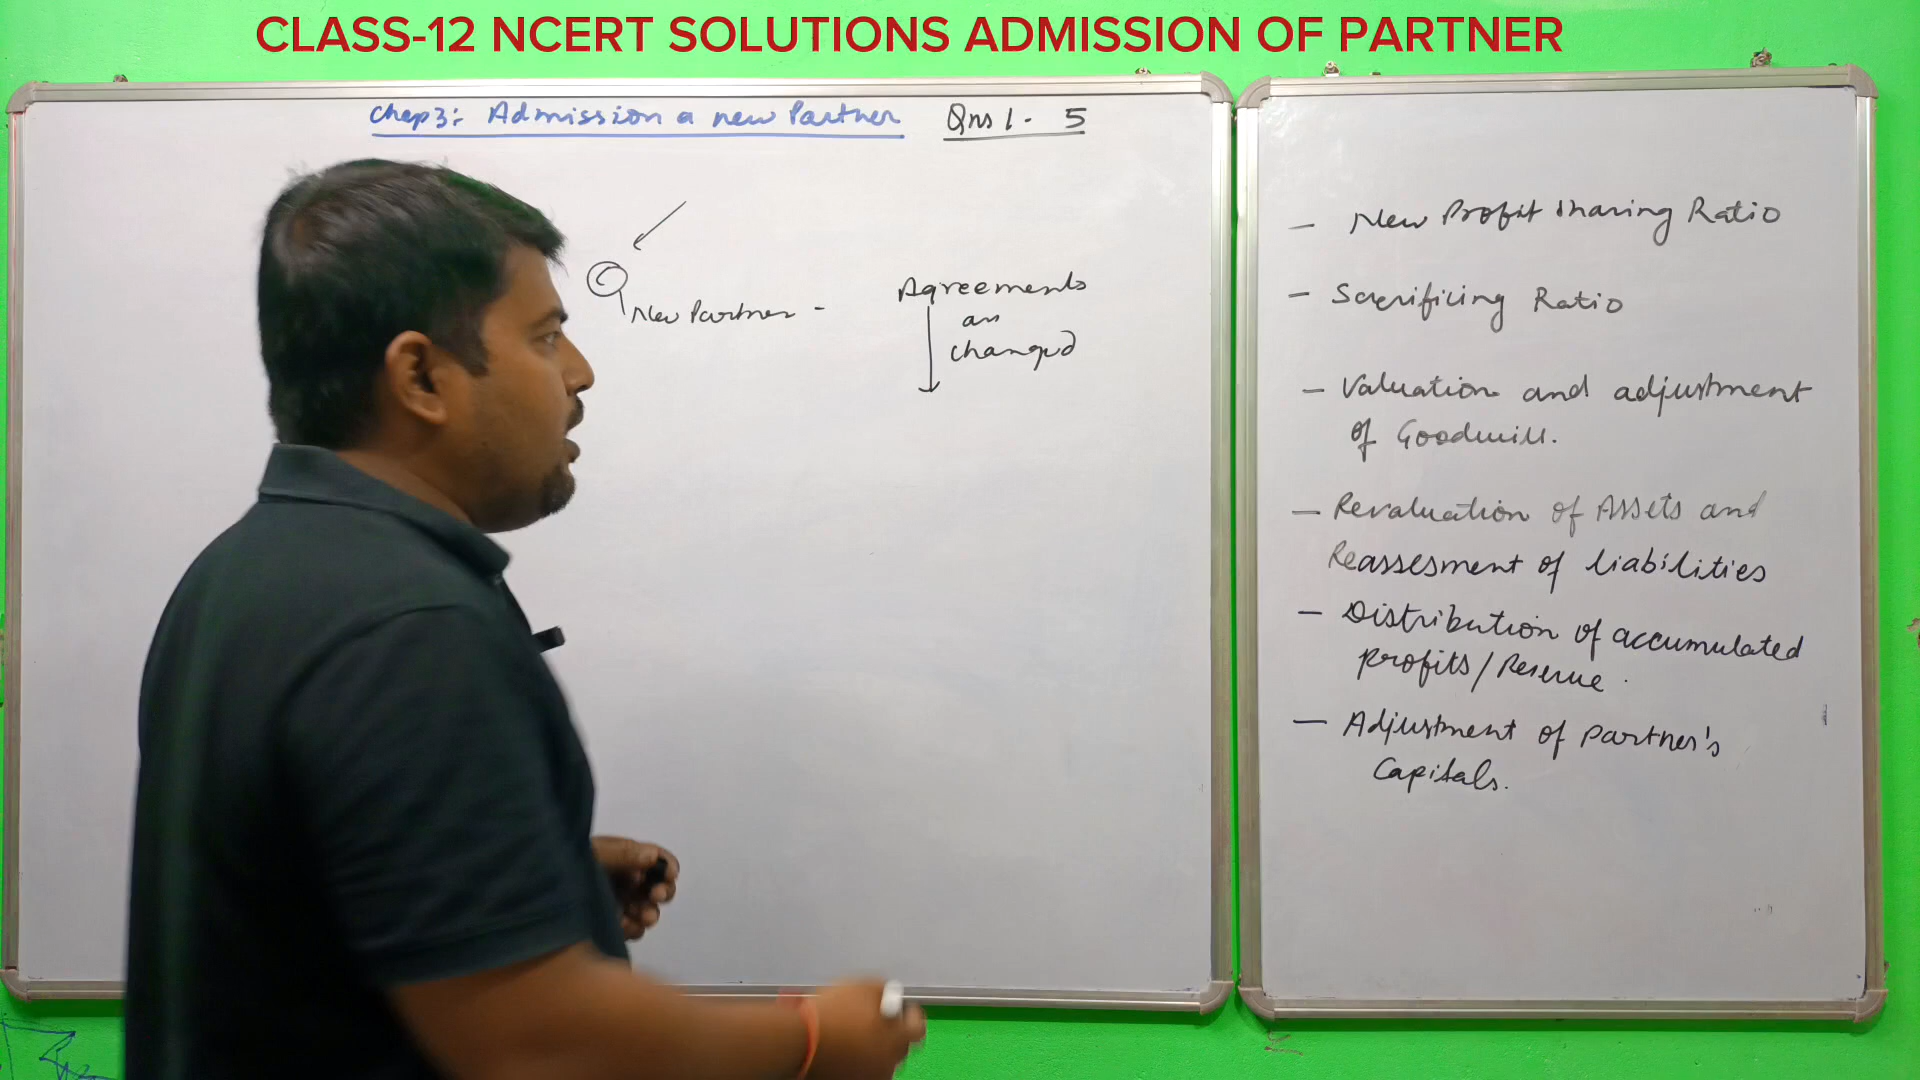 CLASS-12 NCERT SOLUTIONS ADMISSION OF PARTNER
Chap3: Admission a new Partner Qns 1 - 5
C
New Partner -
Agreements
are
changed
- New Profit sharing Ratio
- Sacrificing Ratio
- Valuation and adjustment
of Goodwill.
- Revaluation of Assets and
Reassesment of liabilities
- Distribution of accumulated
profits/Reserve.
- Adjustment of partner's
Capitals.